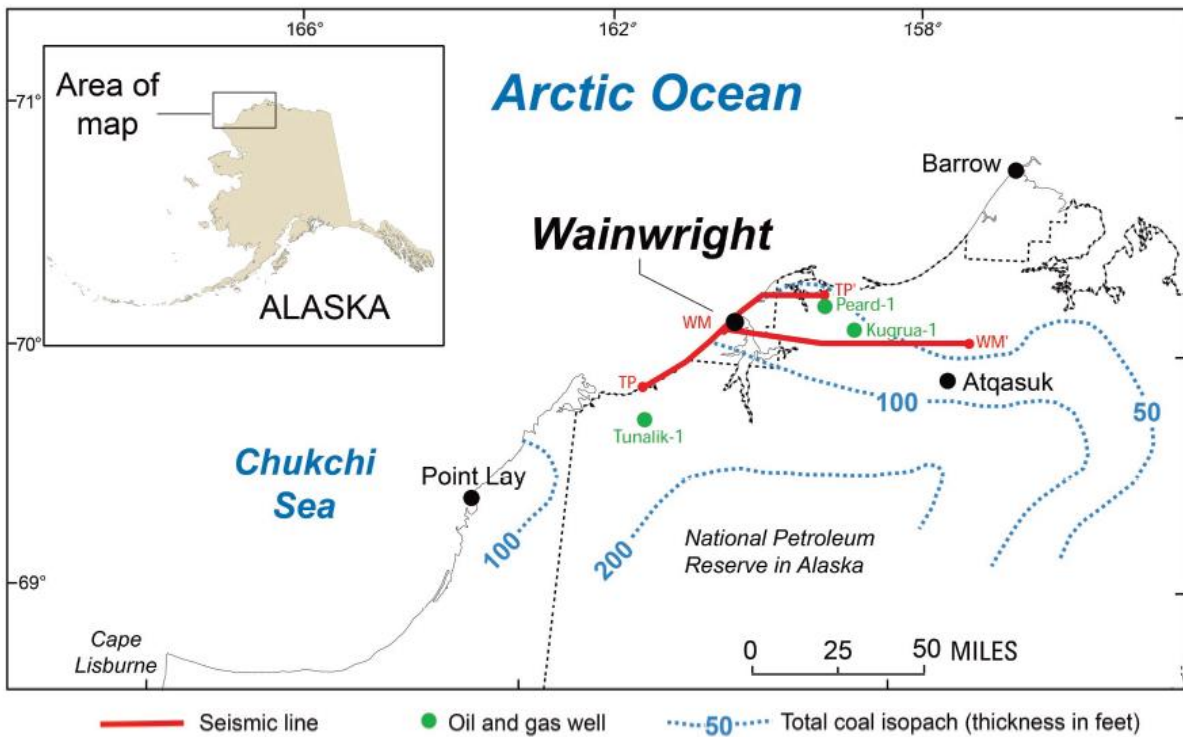 166°
162°
158°
71°
70°
69°
Area of
map
ALASKA
Arctic Ocean
Barrow
Wainwright
TP'
Peard-1
WM
Kugrua-1
WM'
TP
Atqasuk
100
50
Tunalik-1
Chukchi
Sea
Point Lay
100
200
National Petroleum
Reserve in Alaska
Cape
Lisburne
0 25 50 MILES
Seismic line
Oil and gas well
50
Total coal isopach (thickness in feet)